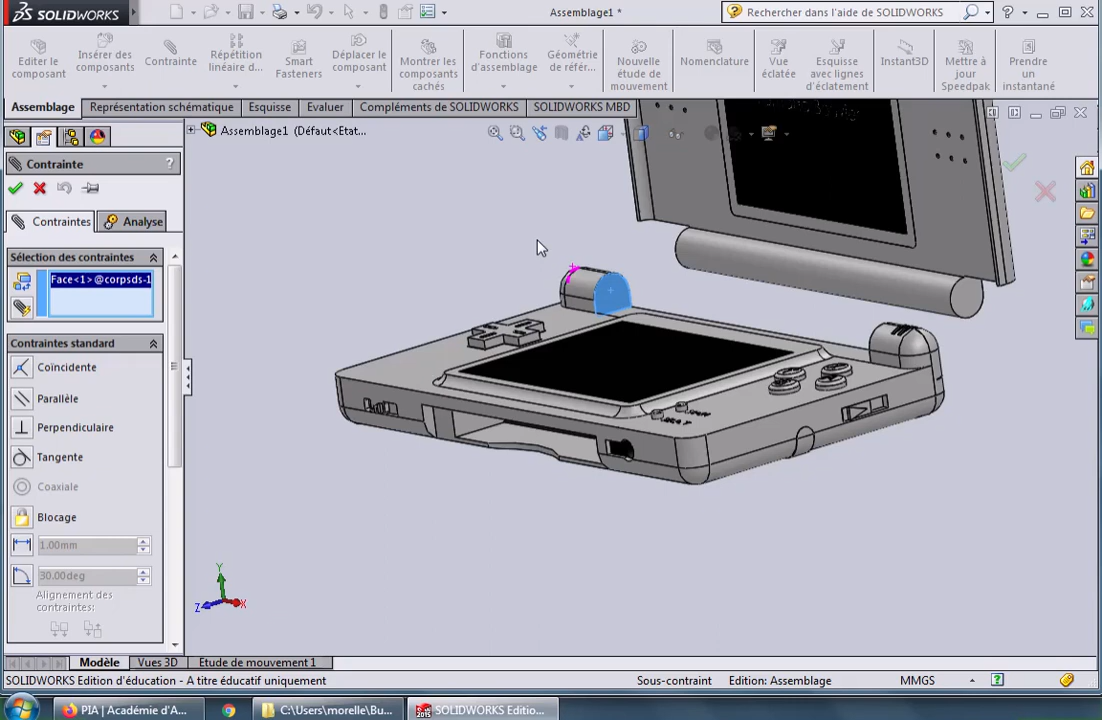 SOLIDWORKS
Assemblage1 *
Rechercher dans l'aide de SOLIDWORKS
Editer le composant
Insérer des composants
Contrainte
Répétition linéaire d...
Smart Fasteners
Déplacer le composant
Montrer les composants cachés
Fonctions d'assemblage
Géométrie de référ...
Nouvelle étude de mouvement
Nomenclature
Vue éclatée
Esquisse avec lignes d'éclatement
Instant3D
Mettre à jour Speedpak
Prendre un instantané
Assemblage
Représentation schématique
Esquisse
Evaluer
Compléments de SOLIDWORKS
SOLIDWORKS MBD
Assemblage1 (Défaut<Etat...
Contrainte
?
Contraintes
Analyse
Sélection des contraintes
Face<1>@corpsds-1
Contraintes standard
Coïncidente
Parallèle
Perpendiculaire
Tangente
Coaxiale
Blocage
1.00mm
30.00deg
Alignement des
contraintes:
Y
Z
X
Modèle
Vues 3D
Etude de mouvement 1
SOLIDWORKS Edition d'éducation - A titre éducatif uniquement
Sous-contraint
Edition: Assemblage
MMGS
PIA | Académie d'A...
C:\Users\morelle\Bu...
SOLIDWORKS Editio...